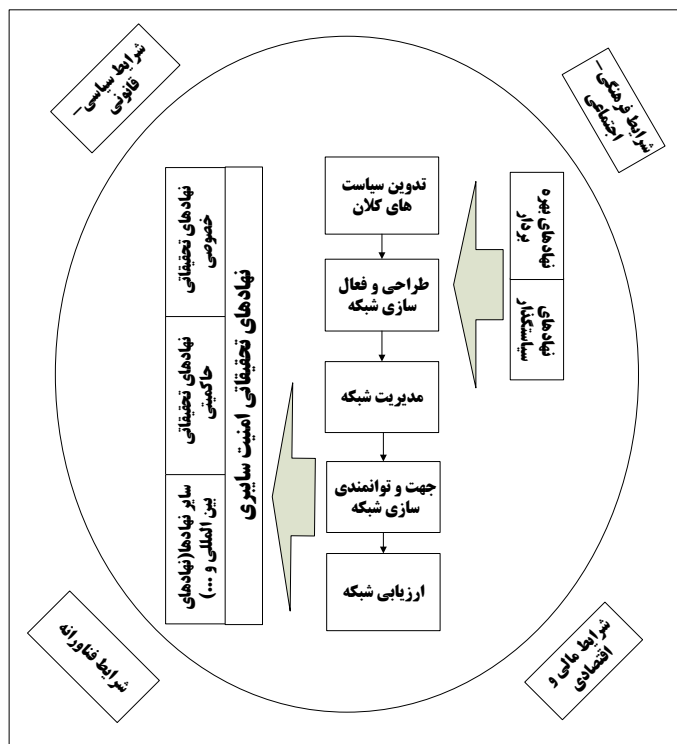 شرایط فرهنگی –
اجتماعی
شرایط سیاسی –
قانونی
نهادهای بهره
بردار
نهادهای
سیاستگذار
تدوین سیاست
های کلان
طراحی و فعال
سازی شبکه
مدیریت شبکه
جهت و توانمندی
سازی شبکه
ارزیابی شبکه
نهادهای تحقیقاتی امنیت سایبری
نهادهای تحقیقاتی
خصوصی
نهادهای تحقیقاتی
حاکمیتی
سایر نهادها(نهادهای
بین المللی و ...)
شرایط مالی و
اقتصادی
شرایط فناورانه